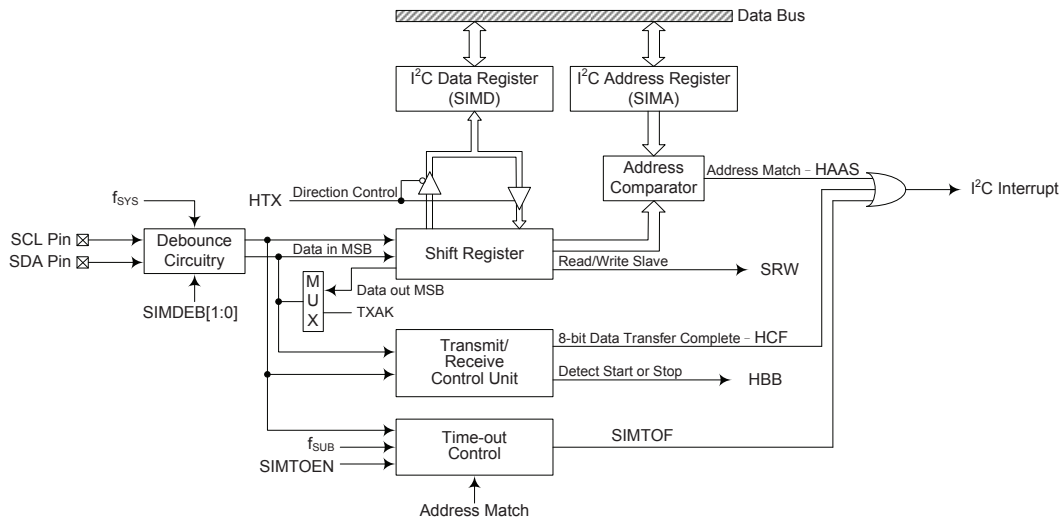 Data Bus
I²C Data Register
(SIMD)
I²C Address Register
(SIMA)
Address
Comparator
Address Match - HAAS
I²C Interrupt
Direction Control
HTX
fSYS
SCL Pin
SDA Pin
Debounce
Circuitry
SIMDEB[1:0]
Data in MSB
Shift Register
Read/Write Slave
SRW
M
U
X
Data out MSB
TXAK
Transmit/
Receive
Control Unit
8-bit Data Transfer Complete - HCF
Detect Start or Stop
HBB
fSUB
SIMTOEN
Time-out
Control
SIMTOF
Address Match